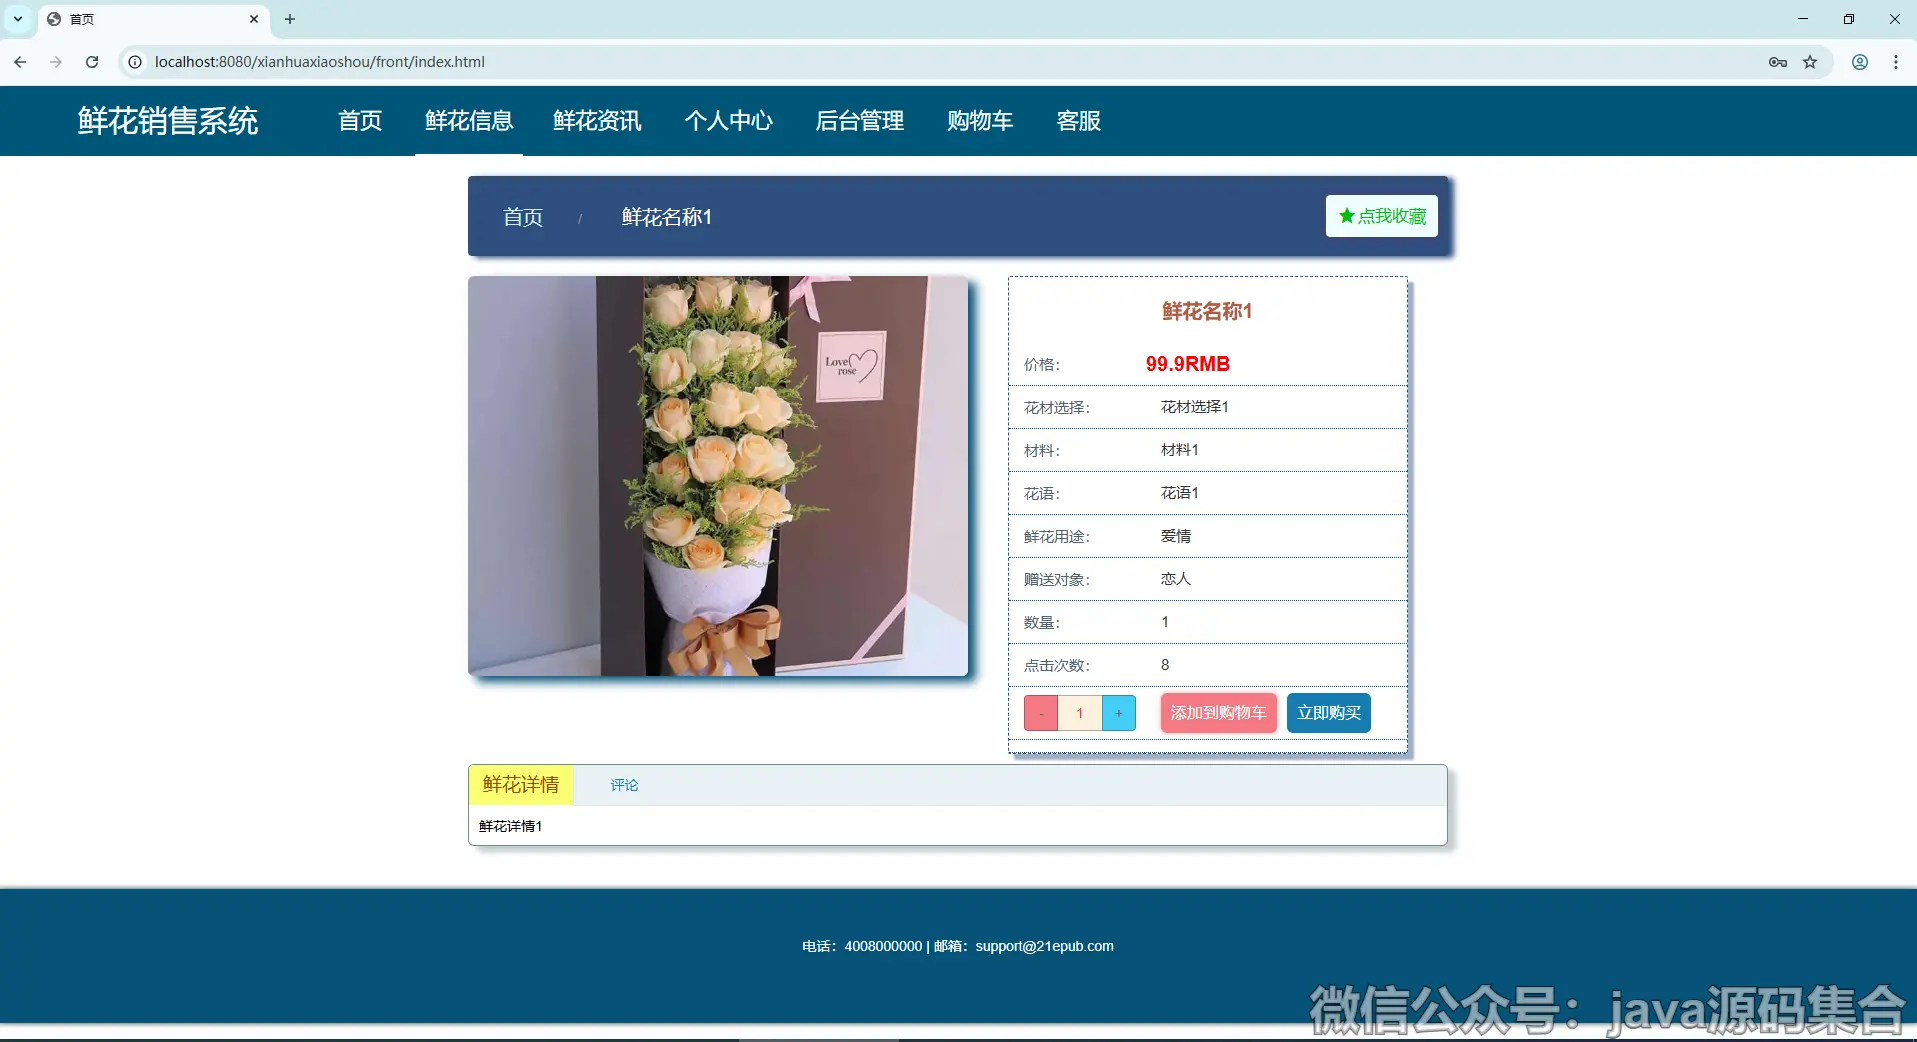 首页
localhost:8080/xianhuaxiaoshou/front/index.html
鲜花销售系统 首页 鲜花信息 鲜花资讯 个人中心 后台管理 购物车 客服
首页 / 鲜花名称1 ★点我收藏
Love
rose
鲜花名称1
价格: 99.9RMB
花材选择: 花材选择1
材料: 材料1
花语: 花语1
鲜花用途: 爱情
赠送对象: 恋人
数量: 1
点击次数: 8
- 1 + 添加到购物车 立即购买
鲜花详情 评论
鲜花详情1
电话：4008000000 | 邮箱：support@21epub.com
微信公众号：java源码集合